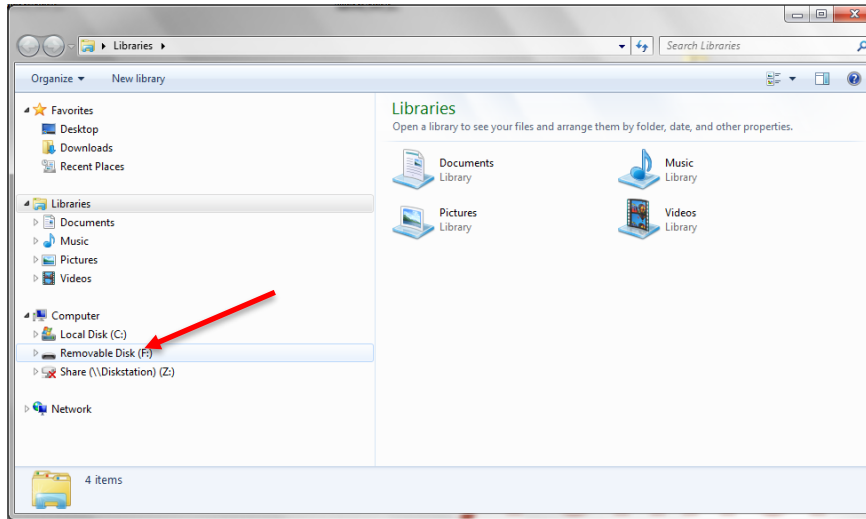 Libraries
Search Libraries
Organize
New library
Favorites
Desktop
Downloads
Recent Places
Libraries
Documents
Music
Pictures
Videos
Computer
Local Disk (C:)
Removable Disk (F:)
Share (\\Diskstation) (Z:)
Network
Libraries
Open a library to see your files and arrange them by folder, date, and other properties.
Documents
Library
Music
Library
Pictures
Library
Videos
Library
4 items